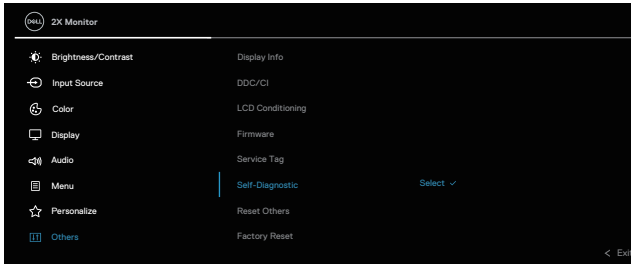 DELL 2X Monitor
Brightness/Contrast Display Info
Input Source DDC/CI
Color LCD Conditioning
Display Firmware
Audio Service Tag
Menu Self-Diagnostic Select
Personalize Reset Others
Others Factory Reset
Exit